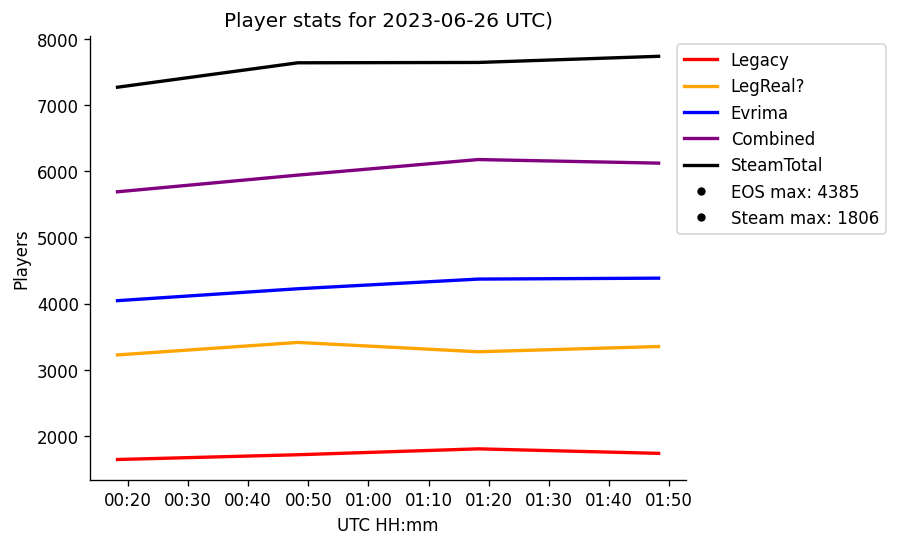 Player stats for 2023-06-26 UTC)
8000
7000
6000
5000
4000
3000
2000
Players
00:20 00:30 00:40 00:50 01:00 01:10 01:20 01:30 01:40 01:50
UTC HH:mm
Legacy
LegReal?
Evrima
Combined
SteamTotal
EOS max: 4385
Steam max: 1806